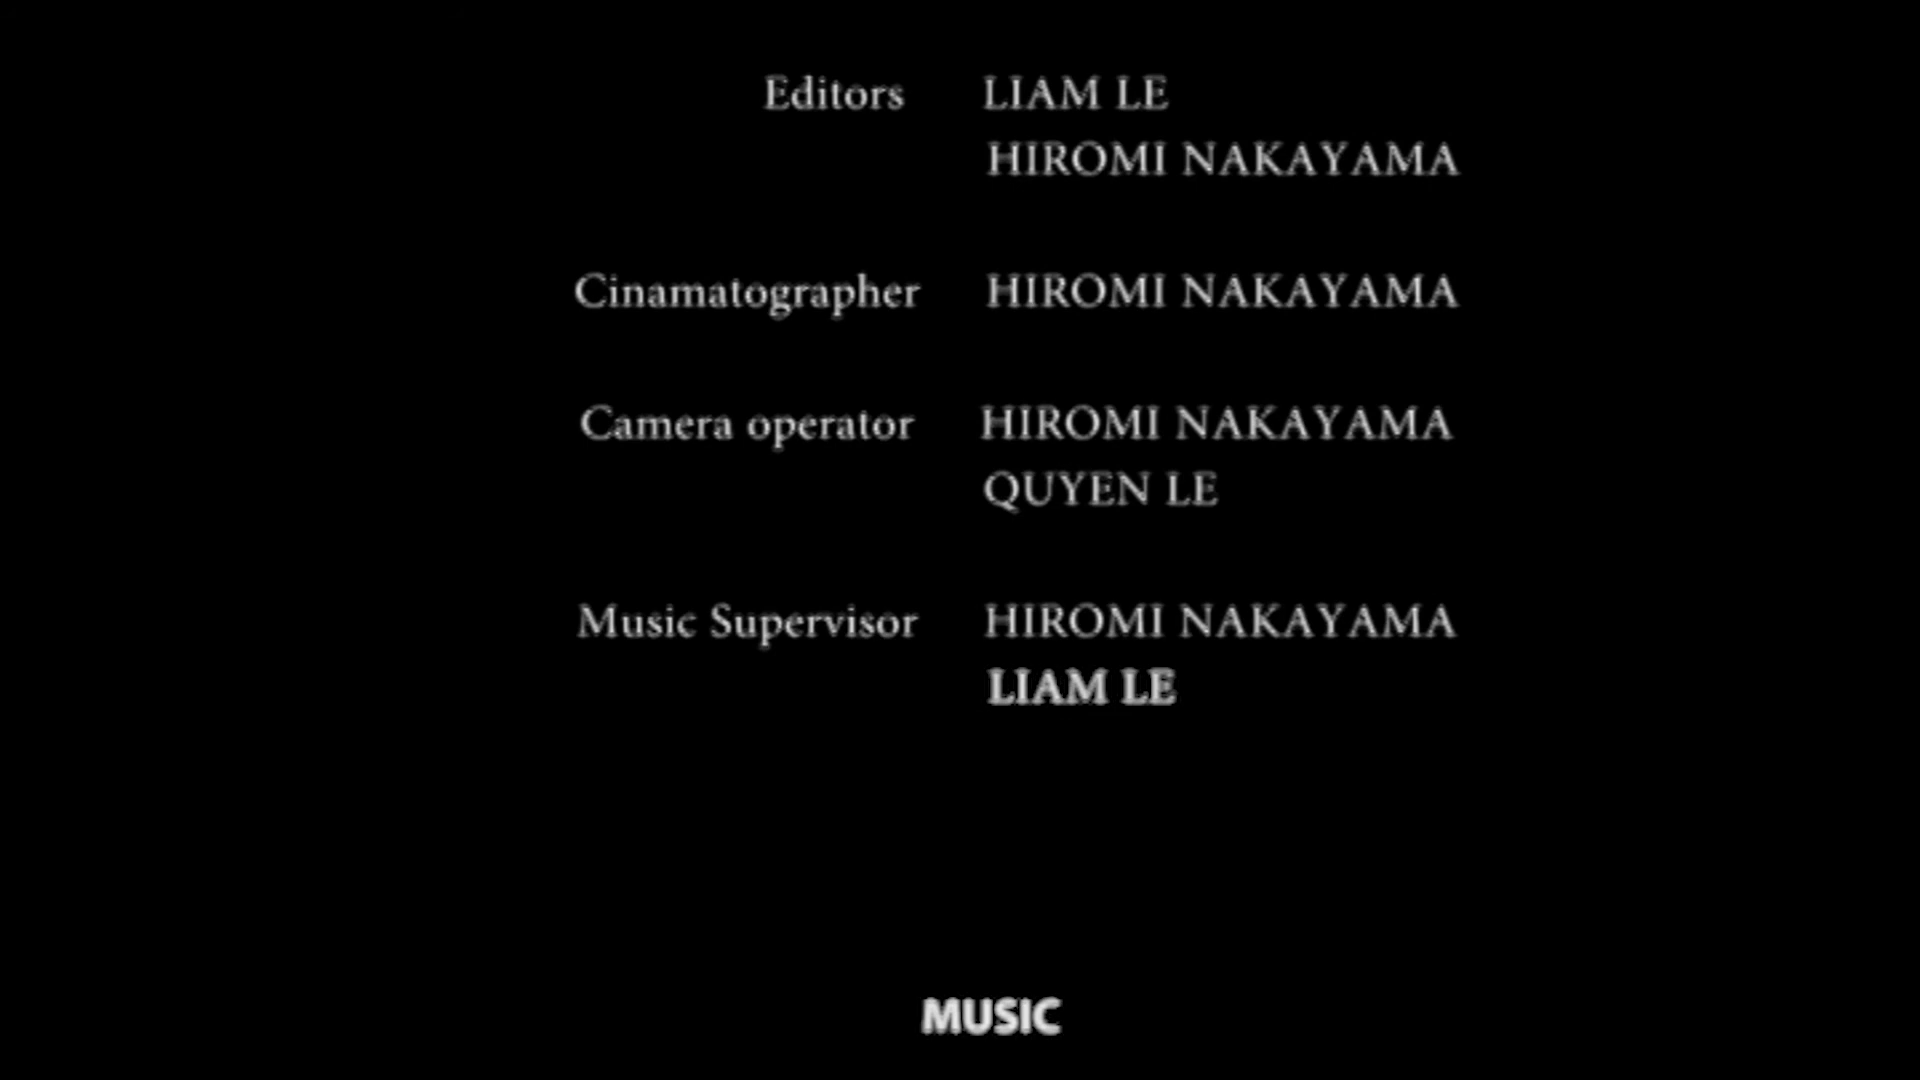 Editors LIAM LE
HIROMI NAKAYAMA
Cinamatographer HIROMI NAKAYAMA
Camera operator HIROMI NAKAYAMA
QUYEN LE
Music Supervisor HIROMI NAKAYAMA
LIAM LE
MUSIC